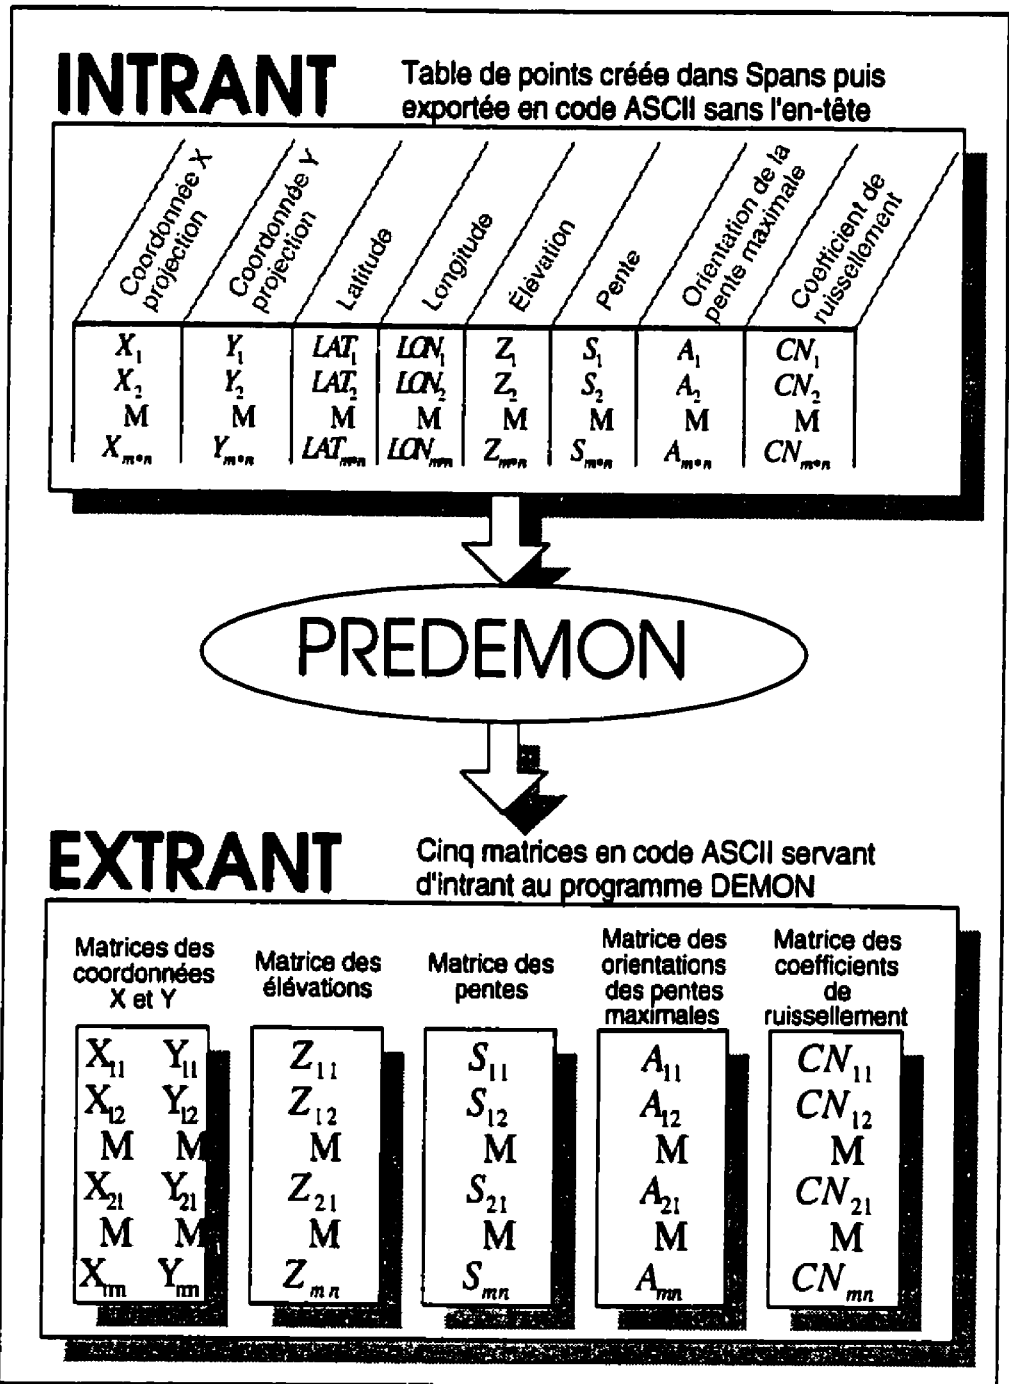 INTRANT
Table de points créée dans Spans puis
exportée en code ASCII sans l'en-tête
Coordonnée X
projection
Coordonnée Y
projection
Latitude
Longitude
Élévation
Pente
Orientation de la
pente maximale
Coefficient de
ruissellement
X1 Y1 LAT1 LON1 Z1 S1 A1 CN1
X2 Y2 LAT2 LON2 Z2 S2 A2 CN2
M M M M M M M M
Xm•n Ym•n LATm•n LONm•n Zm•n Sm•n Am•n CNm•n
PREDEMON
EXTRANT
Cinq matrices en code ASCII servant
d'intrant au programme DEMON
Matrices des
coordonnées
X et Y
Matrice des
élévations
Matrice des
pentes
Matrice des
orientations
des pentes
maximales
Matrice des
coefficients
de
ruissellement
X11 Y11 Z11 S11 A11 CN11
X12 Y12 Z12 S12 A12 CN12
M M M M M M
X21 Y21 Z21 S21 A21 CN21
M M M M M M
Xmn Ymn Zmn Smn Amn CNmn